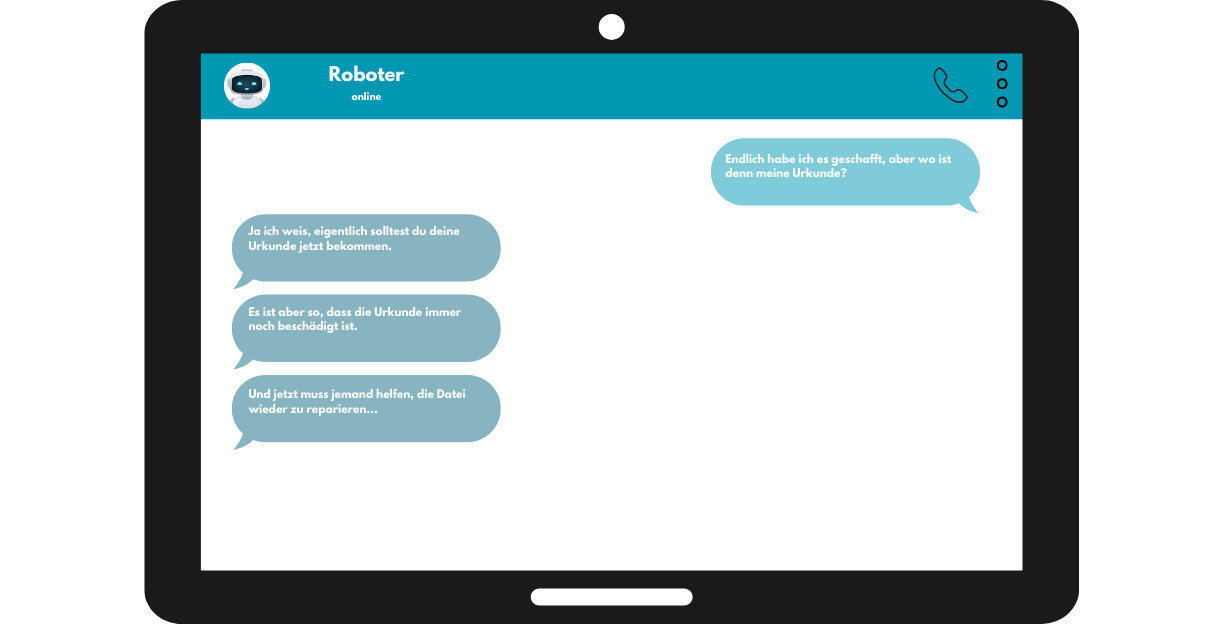 Roboter
online
Endlich habe ich es geschafft, aber wo ist
denn meine Urkunde?
Ja ich weis, eigentlich solltest du deine
Urkunde jetzt bekommen.
Es ist aber so, dass die Urkunde immer
noch beschädigt ist.
Und jetzt muss jemand helfen, die Datei
wieder zu reparieren...